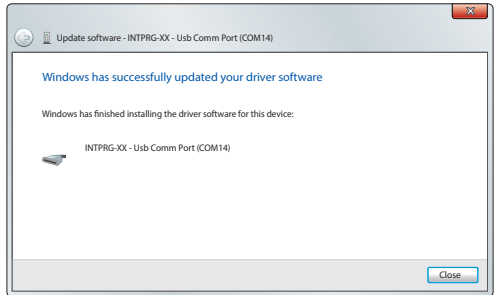 Update software - INTPRG-XX - Usb Comm Port (COM14)
Windows has successfully updated your driver software
Windows has finished installing the driver software for this device:
INTPRG-XX - Usb Comm Port (COM14)
Close